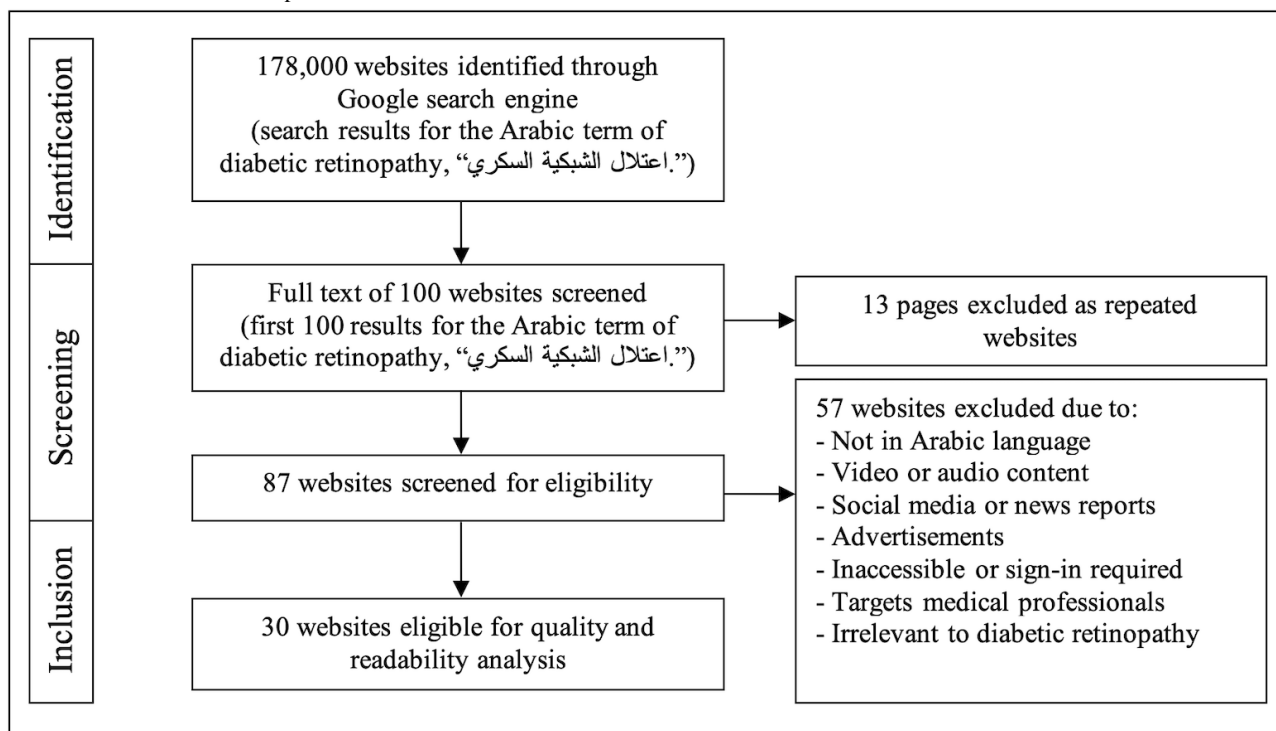 Identification
178,000 websites identified through
Google search engine
(search results for the Arabic term of
diabetic retinopathy, “اعتلال الشبكية السكري.”)
Screening
Full text of 100 websites screened
(first 100 results for the Arabic term of
diabetic retinopathy, “اعتلال الشبكية السكري.”)
13 pages excluded as repeated
websites
87 websites screened for eligibility
57 websites excluded due to:
- Not in Arabic language
- Video or audio content
- Social media or news reports
- Advertisements
- Inaccessible or sign-in required
- Targets medical professionals
- Irrelevant to diabetic retinopathy
Inclusion
30 websites eligible for quality and
readability analysis